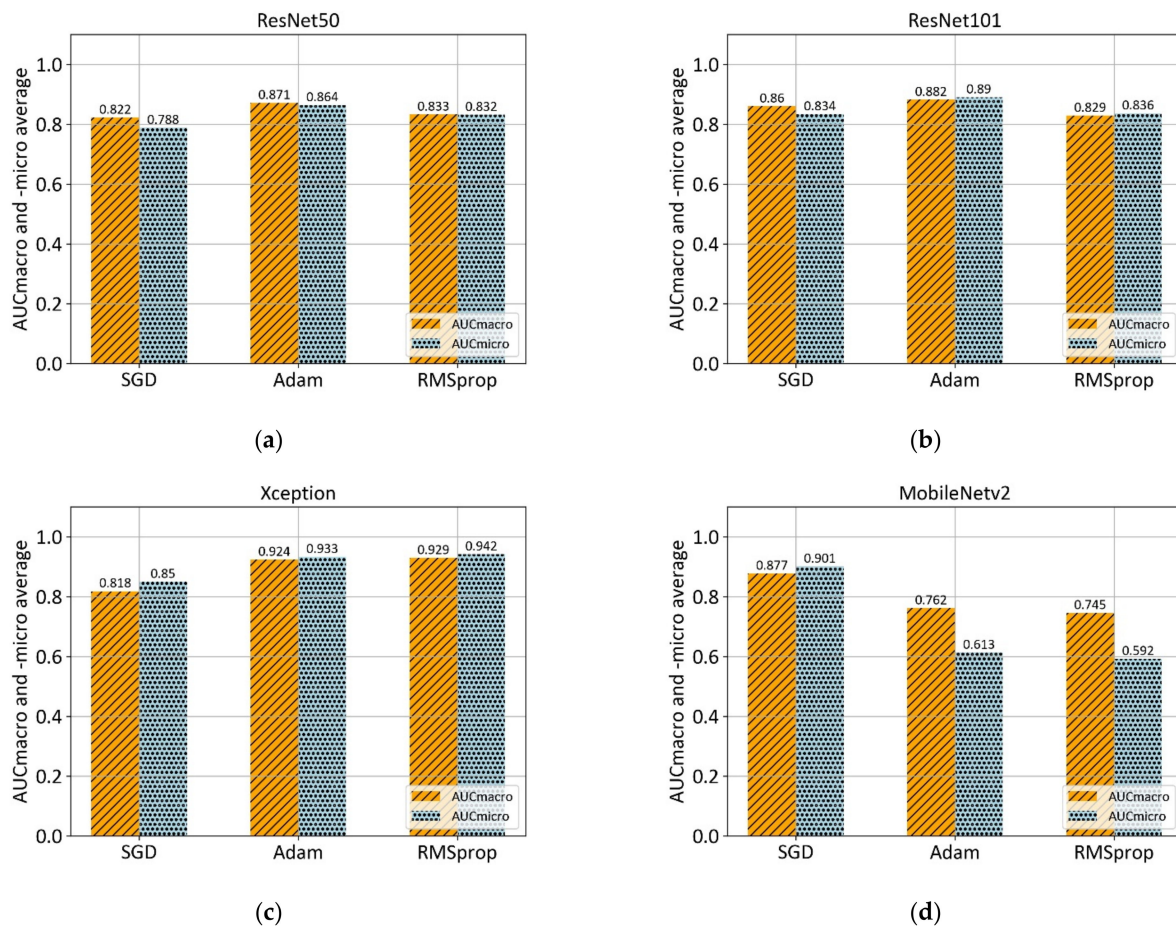 ResNet50
AUCmacro and -micro average
1.0
0.8
0.6
0.4
0.2
0.0
0.822
0.788
0.871
0.864
0.833
0.832
AUCmacro
AUCmicro
SGD Adam RMSprop
(a)
ResNet101
AUCmacro and -micro average
1.0
0.8
0.6
0.4
0.2
0.0
0.86
0.834
0.882
0.89
0.829
0.836
AUCmacro
AUCmicro
SGD Adam RMSprop
(b)
Xception
AUCmacro and -micro average
1.0
0.8
0.6
0.4
0.2
0.0
0.818
0.85
0.924
0.933
0.929
0.942
AUCmacro
AUCmicro
SGD Adam RMSprop
(c)
MobileNetv2
AUCmacro and -micro average
1.0
0.8
0.6
0.4
0.2
0.0
0.877
0.901
0.762
0.613
0.745
0.592
AUCmacro
AUCmicro
SGD Adam RMSprop
(d)